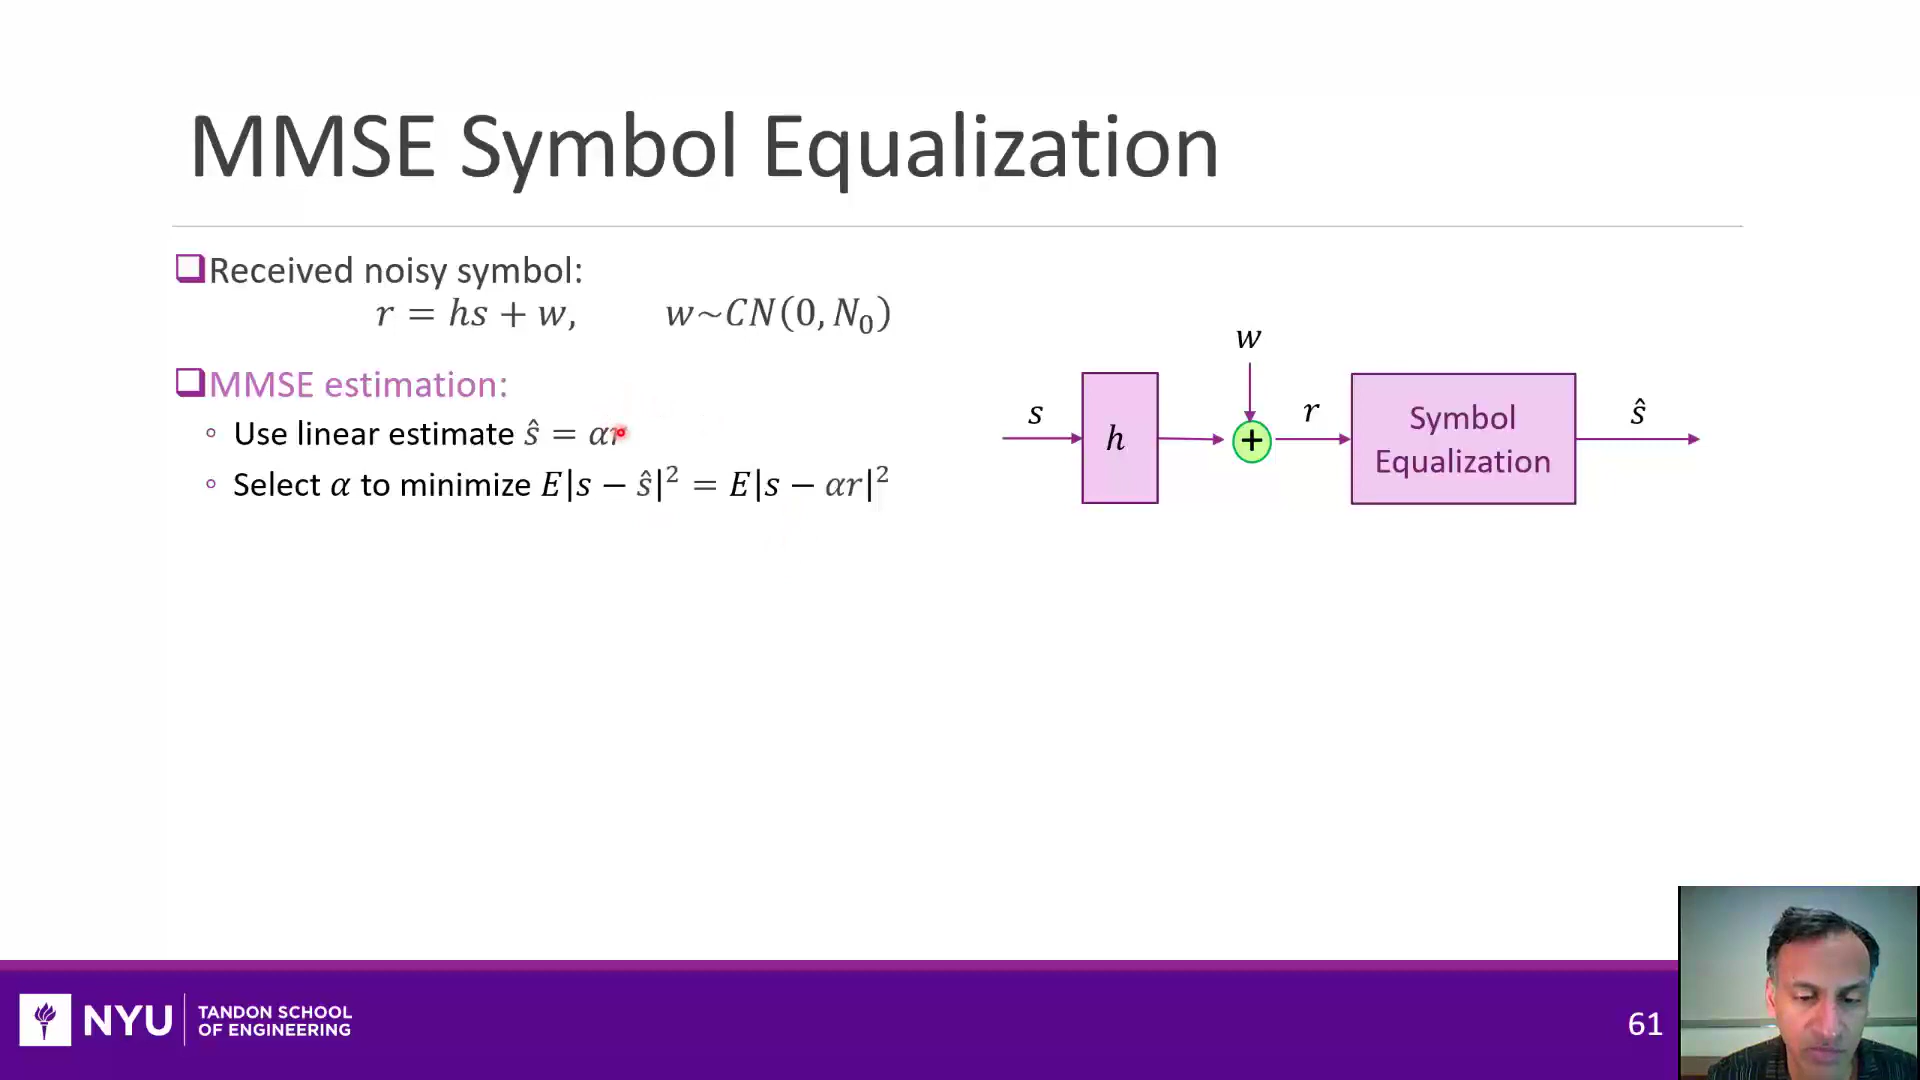 MMSE Symbol Equalization
❑Received noisy symbol:
r = hs + w, w~CN(0, N₀)
❑MMSE estimation:
◦ Use linear estimate ŝ = αr
◦ Select α to minimize E|s − ŝ|² = E|s − αr|²
w
s
h
+
r
Symbol
Equalization
ŝ
NYU
TANDON SCHOOL
OF ENGINEERING
61